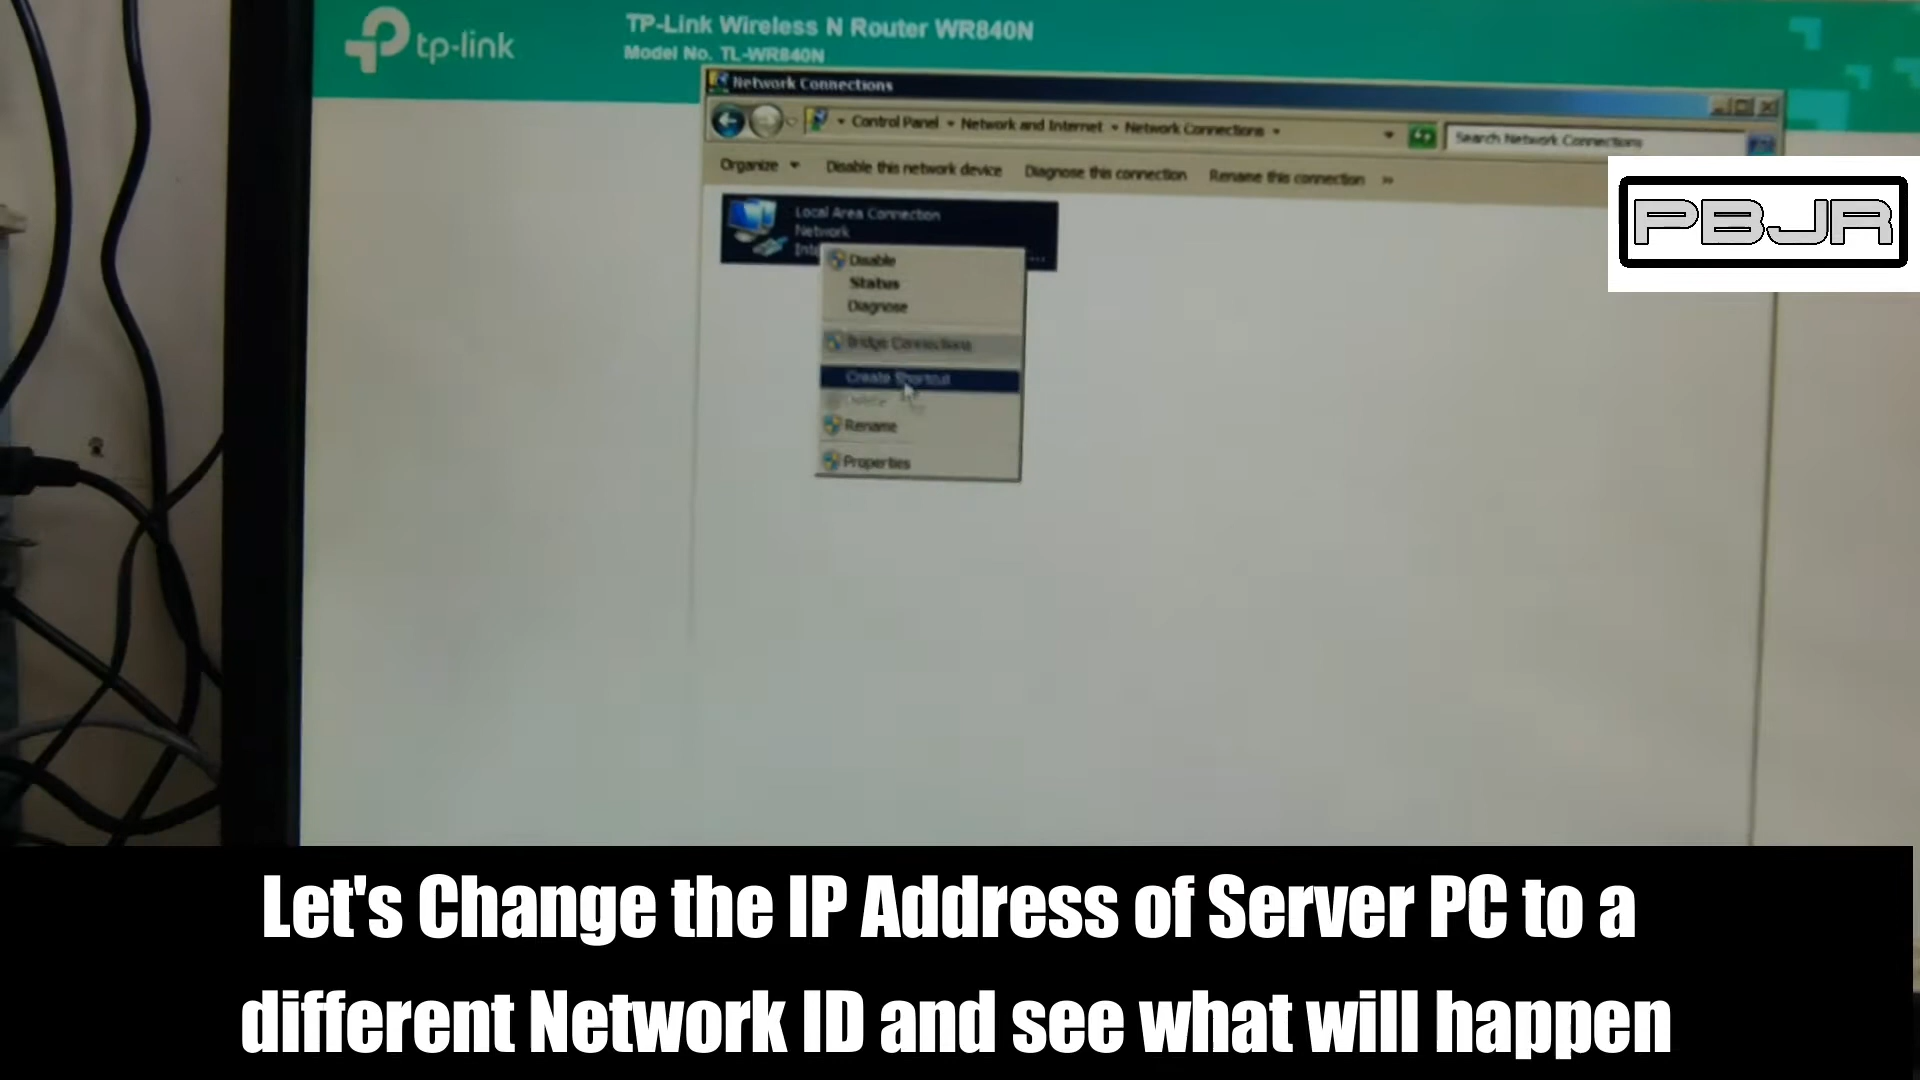 tp-link
TP-Link Wireless N Router WR840N
Model No. TL-WR840N
Network Connections
Control Panel Network and Internet Network Connections
Search Network Connections
Organize Disable this network device Diagnose this connection Rename this connection »
PBJR
Local Area Connection
Network
Disable
Status
Diagnose
Bridge Connections
Create Shortcut
Delete
Rename
Properties
Let's Change the IP Address of Server PC to a
different Network ID and see what will happen